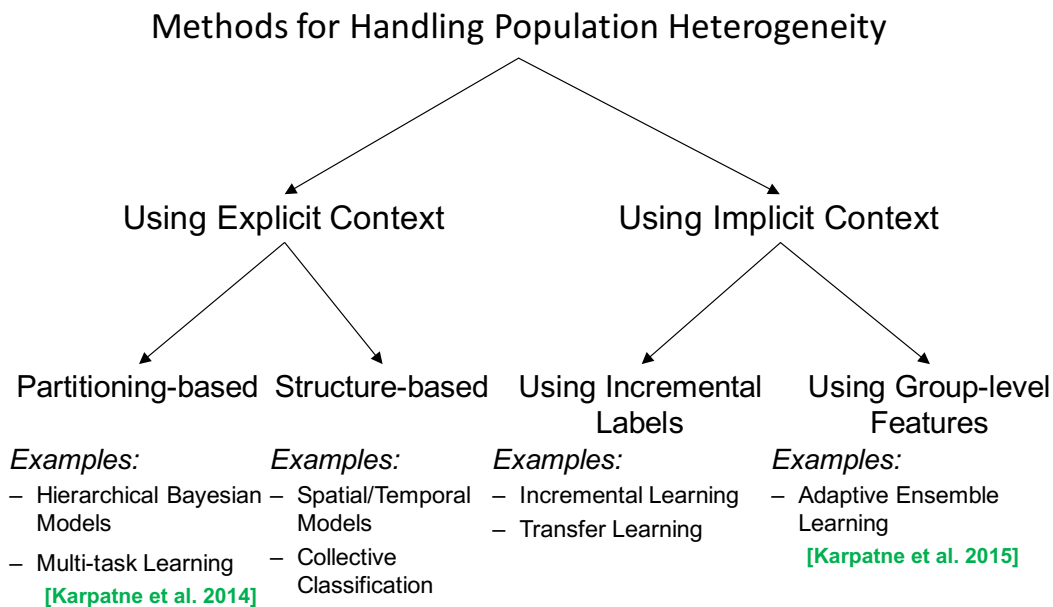 Methods for Handling Population Heterogeneity
Using Explicit Context
Using Implicit Context
Partitioning-based
Structure-based
Using Incremental
Labels
Using Group-level
Features
Examples:
– Hierarchical Bayesian
Models
– Multi-task Learning
[Karpatne et al. 2014]
Examples:
– Spatial/Temporal
Models
– Collective
Classification
Examples:
– Incremental Learning
– Transfer Learning
Examples:
– Adaptive Ensemble
Learning
[Karpatne et al. 2015]